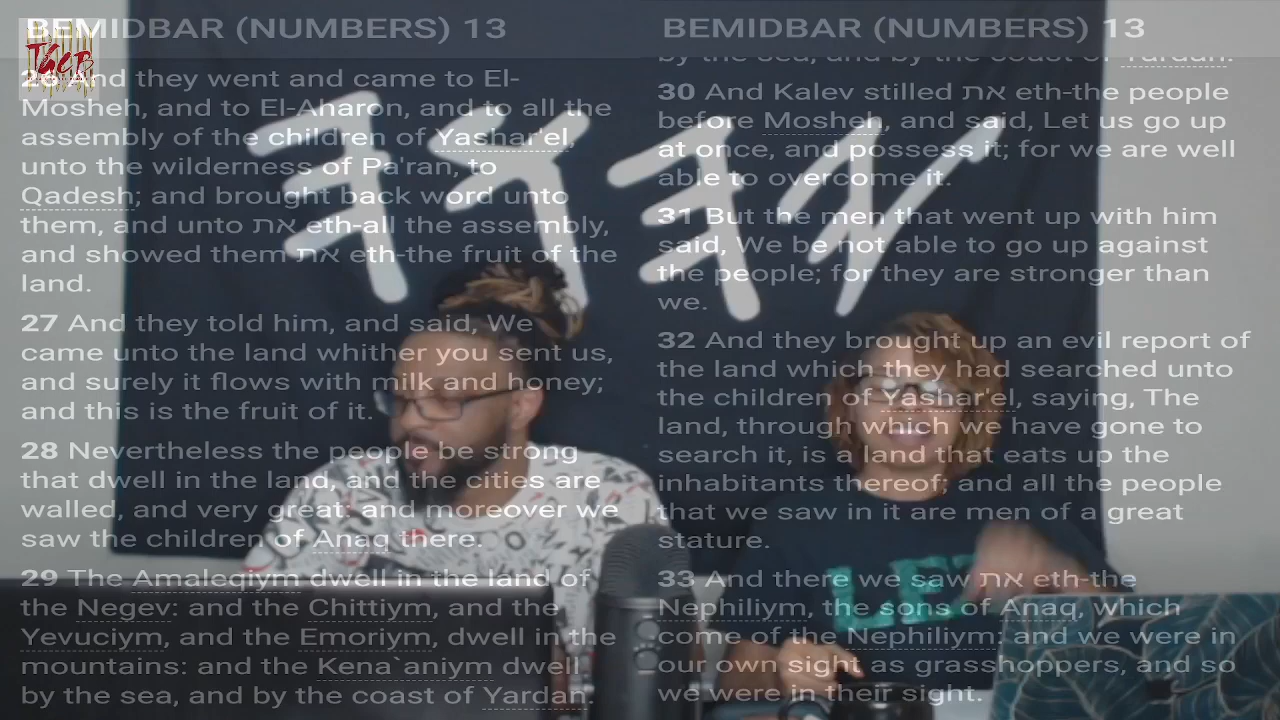 BEMIDBAR (NUMBERS) 13
26 And they went and came to El-
Mosheh, and to El-Aharon, and to all the
assembly of the children of Yashar'el,
unto the wilderness of Pa'ran, to
Qadesh; and brought back word unto
them, and unto את eth-all the assembly,
and showed them את eth-the fruit of the
land.
27 And they told him, and said, We
came unto the land whither you sent us,
and surely it flows with milk and honey;
and this is the fruit of it.
28 Nevertheless the people be strong
that dwell in the land, and the cities are
walled, and very great: and moreover we
saw the children of Anaq there.
29 The Amaleqiym dwell in the land of
the Negev: and the Chittiym, and the
Yevuciym, and the Emoriym, dwell in the
mountains: and the Kena`aniym dwell
by the sea, and by the coast of Yardan.
BEMIDBAR (NUMBERS) 13
by the sea, and by the coast of Yardan.
30 And Kalev stilled את eth-the people
before Mosheh, and said, Let us go up
at once, and possess it; for we are well
able to overcome it.
31 But the men that went up with him
said, We be not able to go up against
the people; for they are stronger than
we.
32 And they brought up an evil report of
the land which they had searched unto
the children of Yashar'el, saying, The
land, through which we have gone to
search it, is a land that eats up the
inhabitants thereof; and all the people
that we saw in it are men of a great
stature.
33 And there we saw את eth-the
Nephiliym, the sons of Anaq, which
come of the Nephiliym: and we were in
our own sight as grasshoppers, and so
we were in their sight.
𐤉𐤄𐤅𐤄
LET